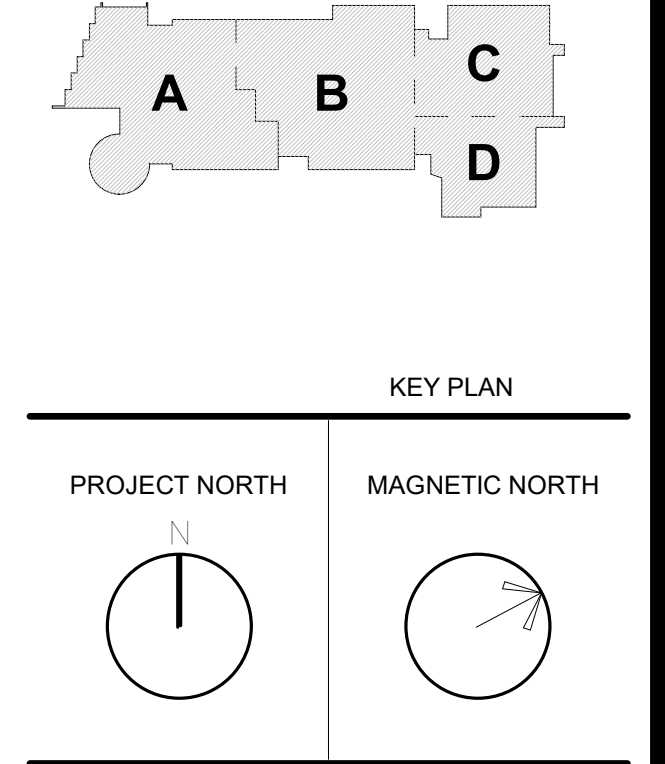 A B C
D
KEY PLAN
PROJECT NORTH
N
MAGNETIC NORTH